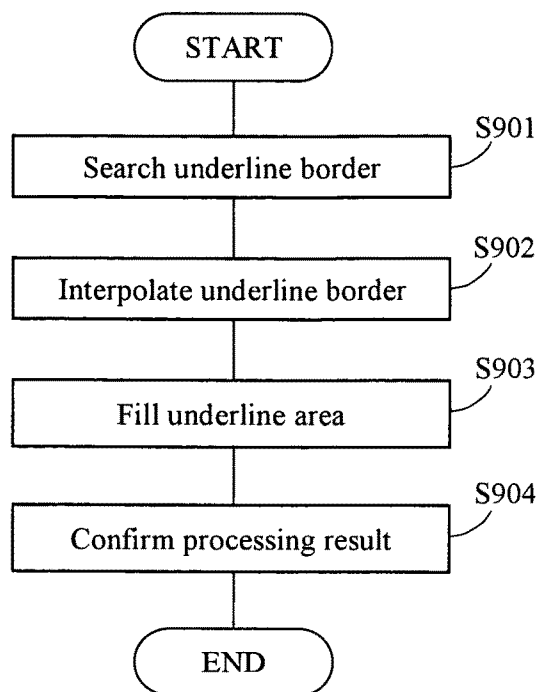 START
S901
Search underline border
S902
Interpolate underline border
S903
Fill underline area
S904
Confirm processing result
END